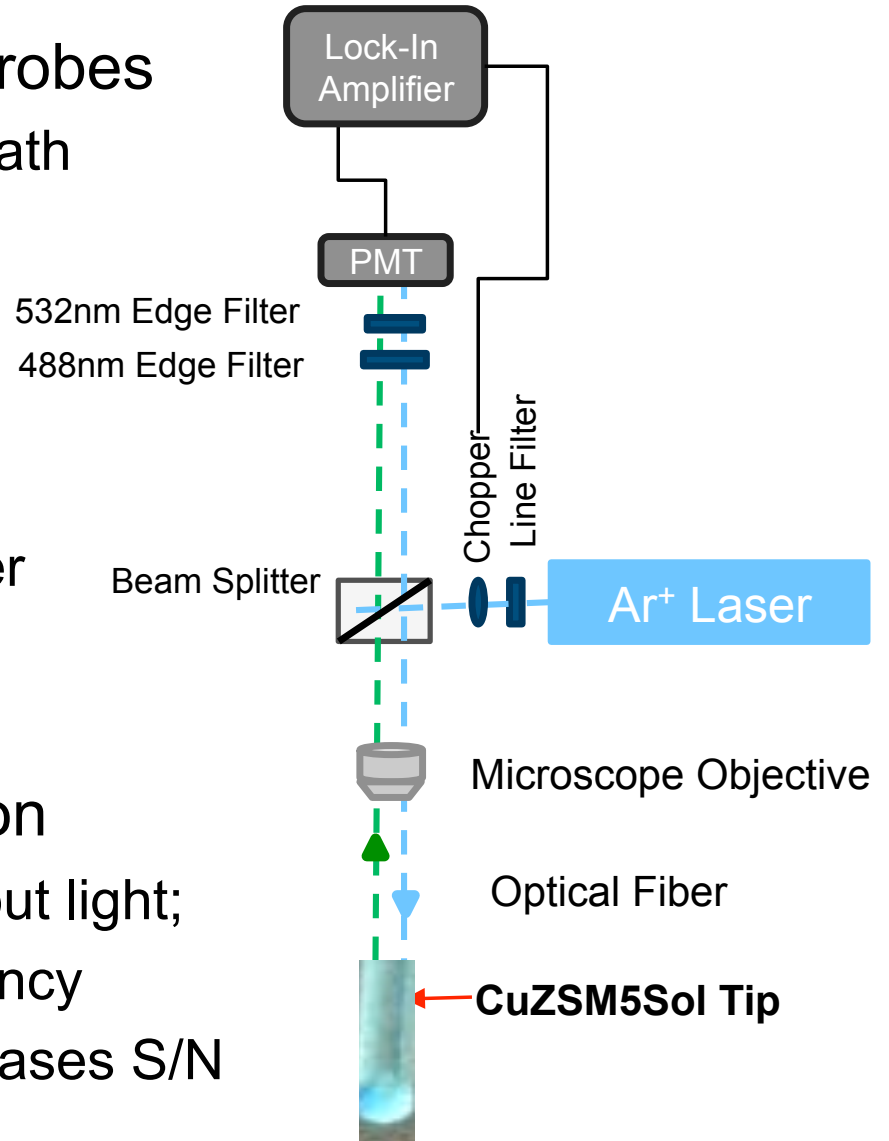 robes
ath
er
on
out light;
ncy
ases S/N
Lock-In
Amplifier
PMT
532nm Edge Filter
488nm Edge Filter
Chopper
Line Filter
Beam Splitter
Ar⁺ Laser
Microscope Objective
Optical Fiber
CuZSM5Sol Tip